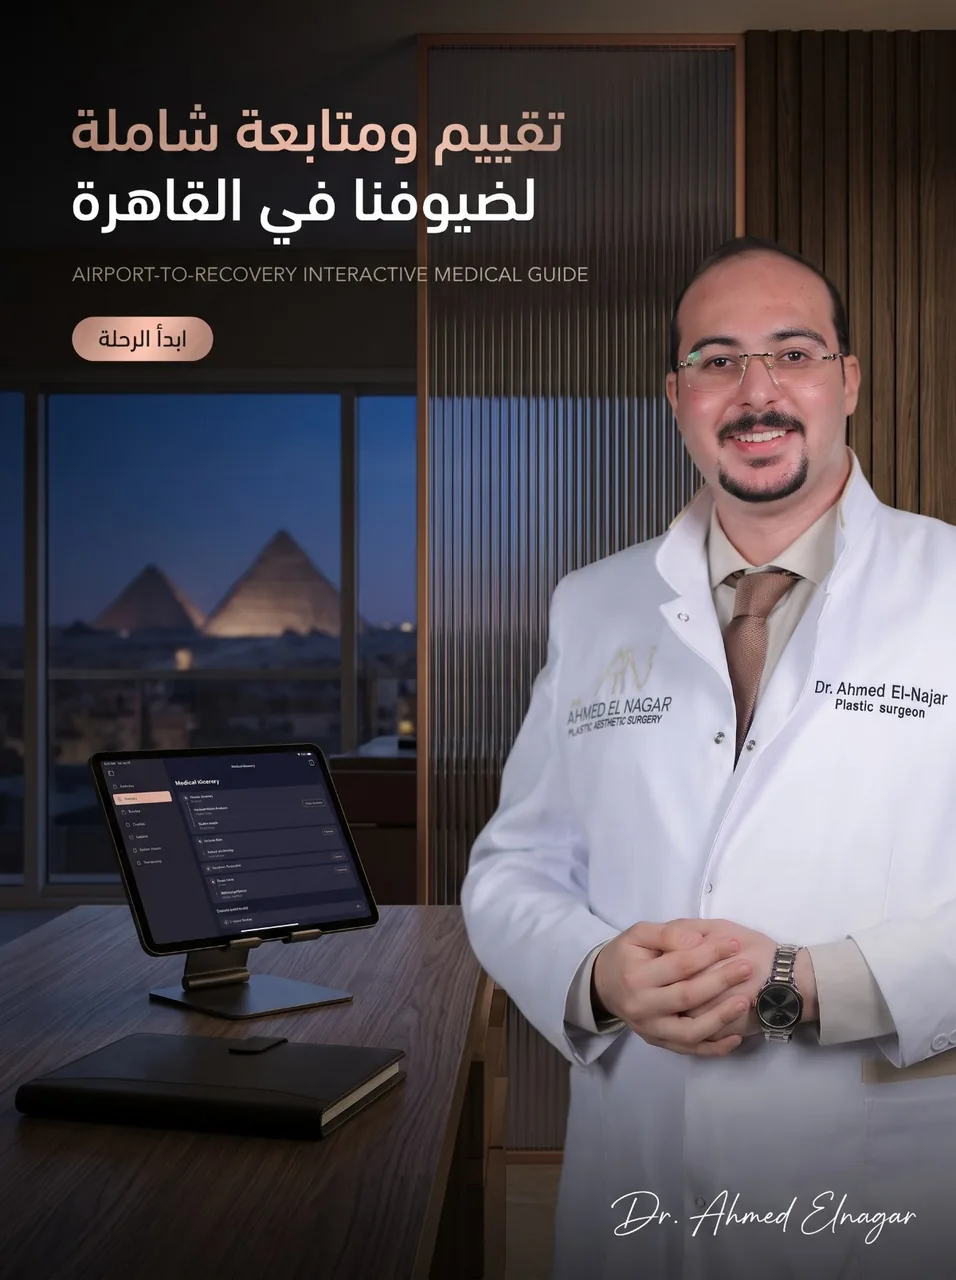 تقييم ومتابعة شاملة
لضيوفنا في القاهرة
AIRPORT-TO-RECOVERY INTERACTIVE MEDICAL GUIDE
ابدأ الرحلة
AHMED EL NAGAR
PLASTIC AESTHETIC SURGERY
Dr. Ahmed El-Najar
Plastic surgeon
Medical
Dr. Ahmed Elnagar